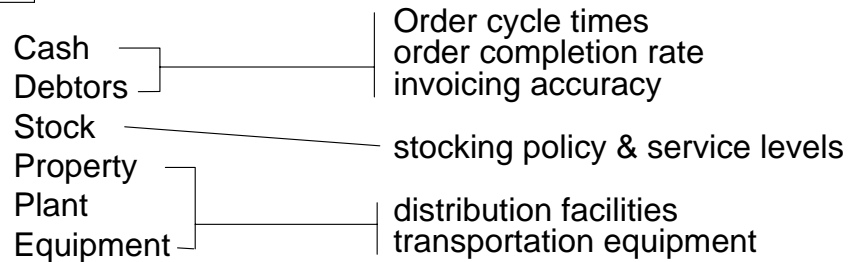 Cash
Debtors
Stock
Property
Plant
Equipment
Order cycle times
order completion rate
invoicing accuracy
stocking policy & service levels
distribution facilities
transportation equipment